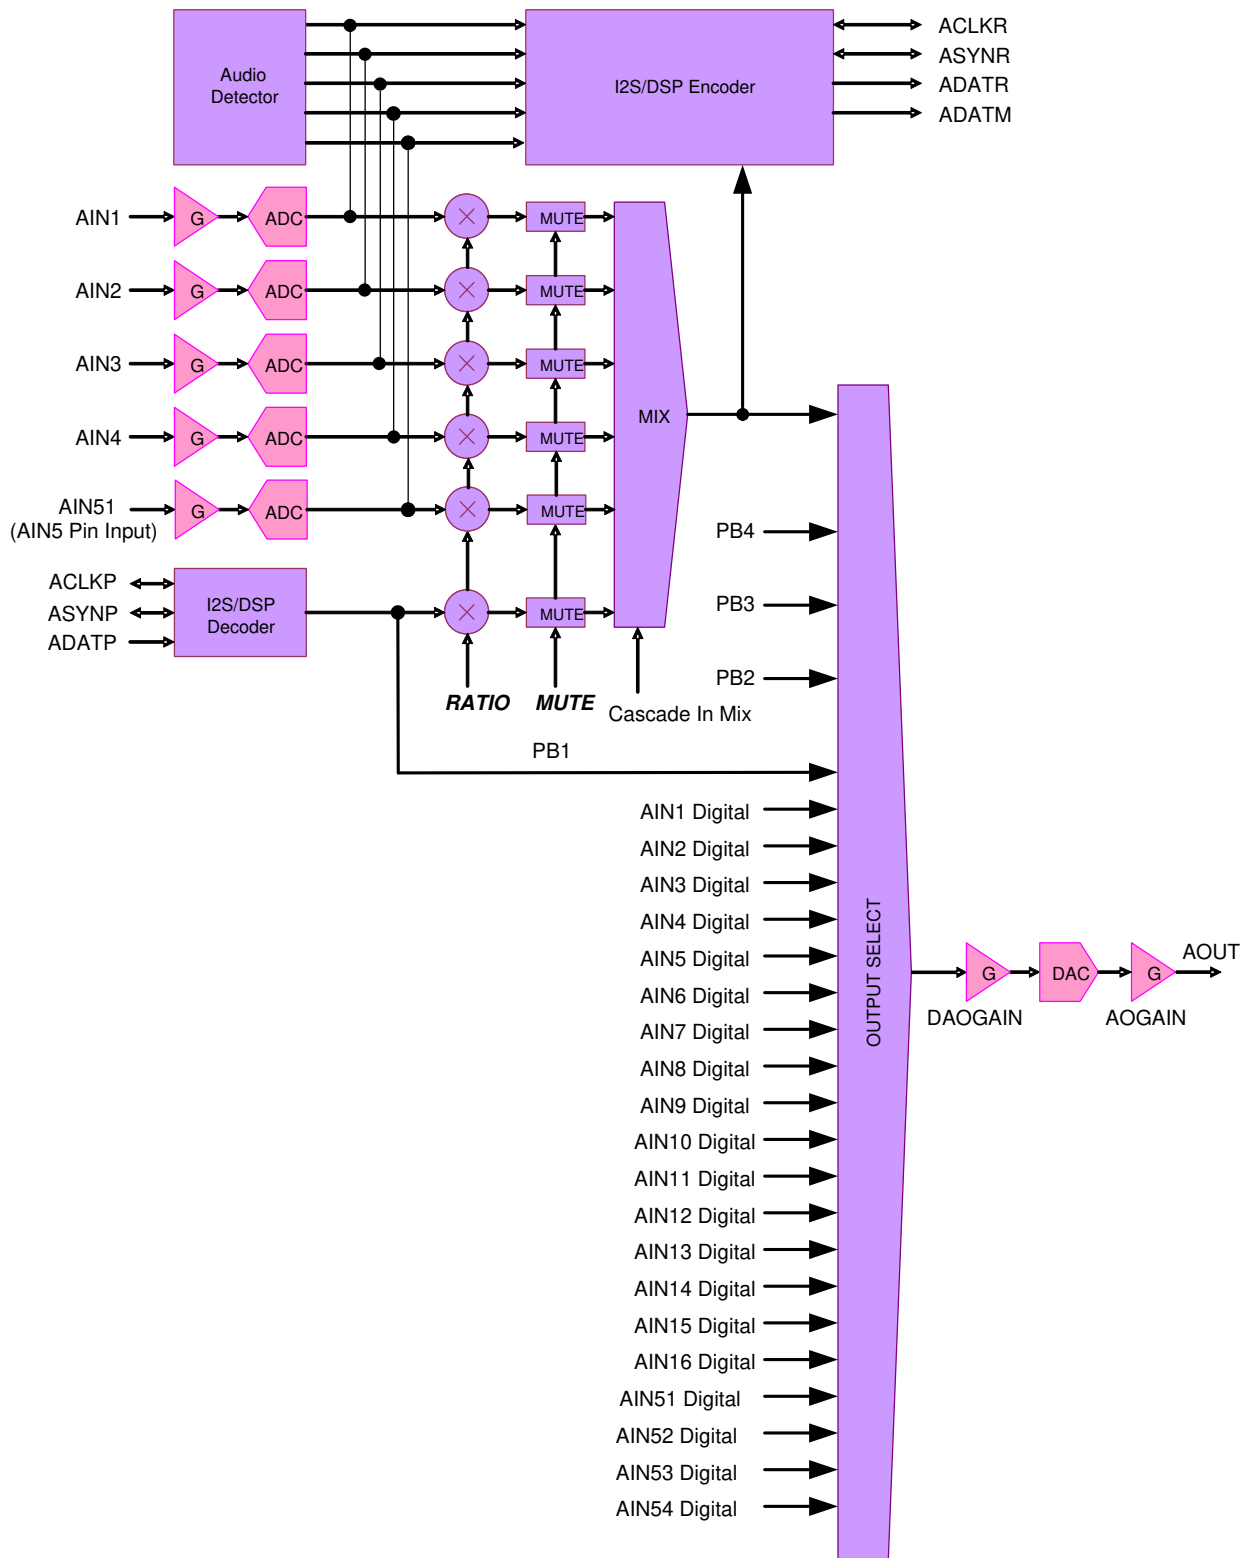 Audio
Detector
I2S/DSP Encoder
ACLKR
ASYNR
ADATR
ADATM
AIN1
G
ADC
MUTE
AIN2
G
ADC
MUTE
AIN3
G
ADC
MUTE
AIN4
G
ADC
MUTE
MIX
AIN51
(AIN5 Pin Input)
G
ADC
MUTE
ACLKP
ASYNP
ADATP
I2S/DSP
Decoder
MUTE
RATIO
MUTE
Cascade In Mix
PB4
PB3
PB2
PB1
AIN1 Digital
AIN2 Digital
AIN3 Digital
AIN4 Digital
AIN5 Digital
AIN6 Digital
AIN7 Digital
AIN8 Digital
AIN9 Digital
AIN10 Digital
AIN11 Digital
AIN12 Digital
AIN13 Digital
AIN14 Digital
AIN15 Digital
AIN16 Digital
AIN51 Digital
AIN52 Digital
AIN53 Digital
AIN54 Digital
OUTPUT SELECT
G
DAOGAIN
DAC
G
AOGAIN
AOUT